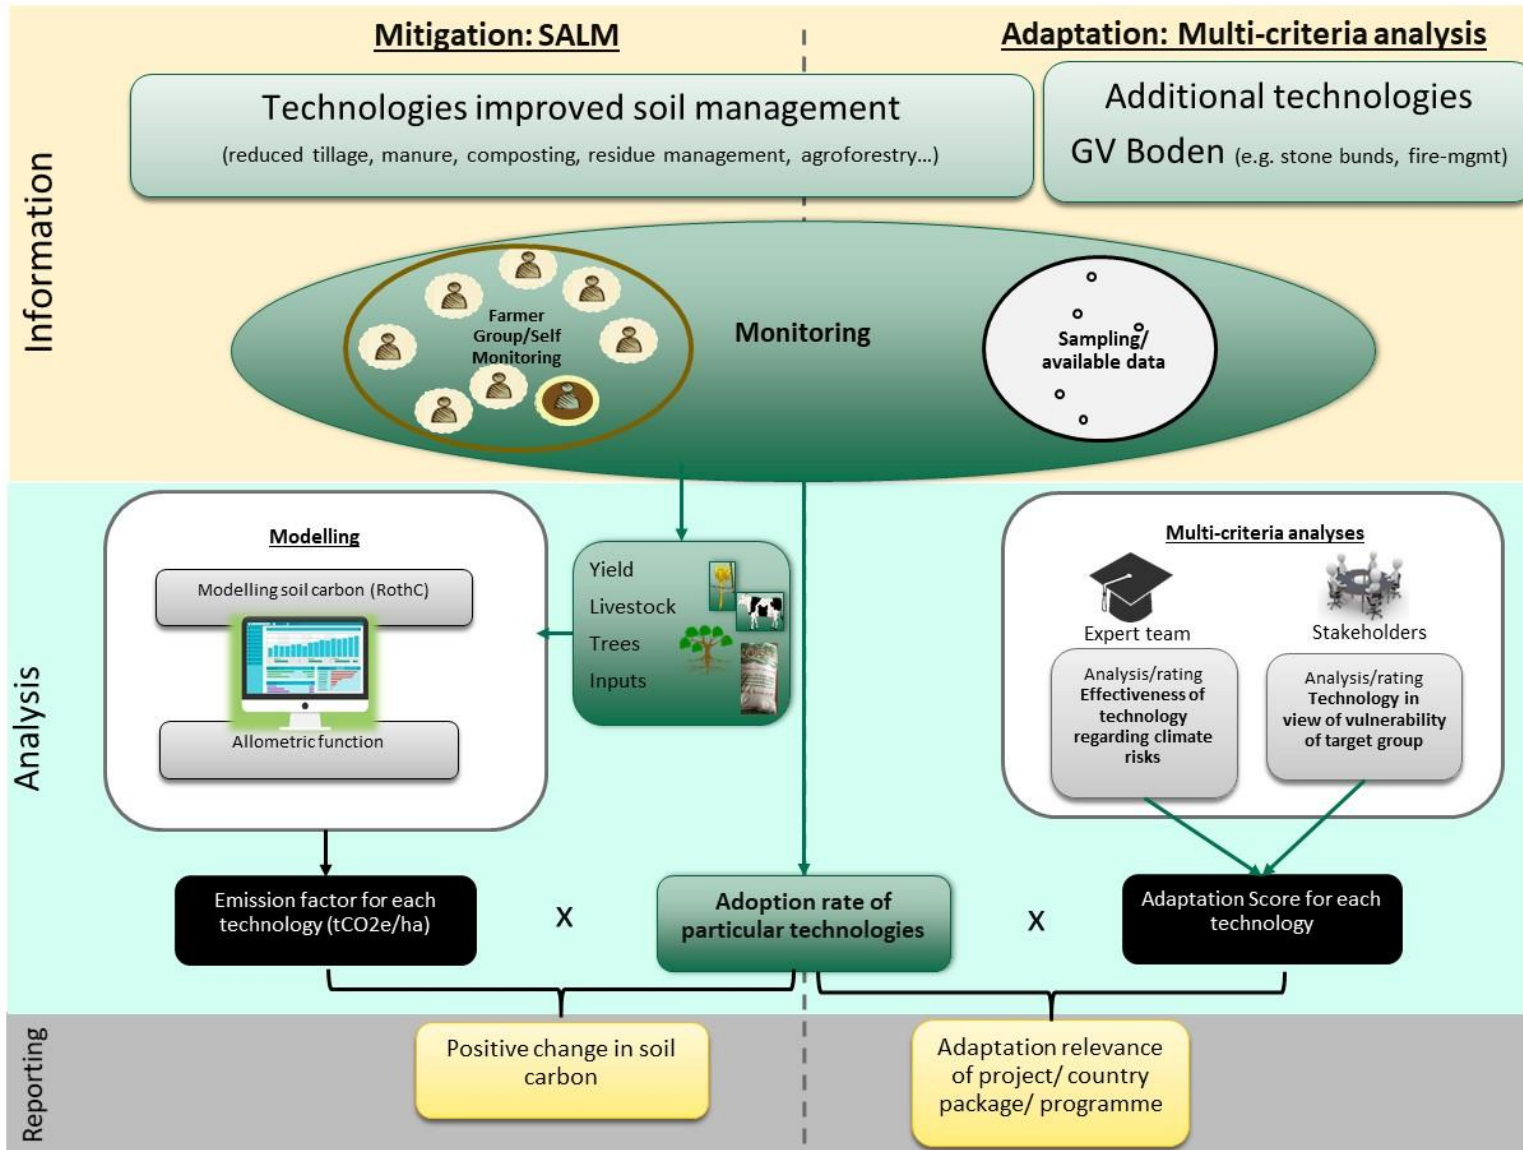 Mitigation: SALM
Adaptation: Multi-criteria analysis
Information
Technologies improved soil management
(reduced tillage, manure, composting, residue management, agroforestry…)
Additional technologies
GV Boden (e.g. stone bunds, fire-mgmt)
Farmer
Group/Self
Monitoring
Monitoring
Sampling/
available data
Analysis
Modelling
Modelling soil carbon (RothC)
Allometric function
Yield
Livestock
Trees
Inputs
Multi-criteria analyses
Expert team
Stakeholders
Analysis/rating
Effectiveness of
technology
regarding climate
risks
Analysis/rating
Technology in
view of vulnerability
of target group
Emission factor for each
technology (tCO2e/ha)
X
Adoption rate of
particular technologies
X
Adaptation Score for each
technology
Reporting
Positive change in soil
carbon
Adaptation relevance
of project/ country
package/ programme